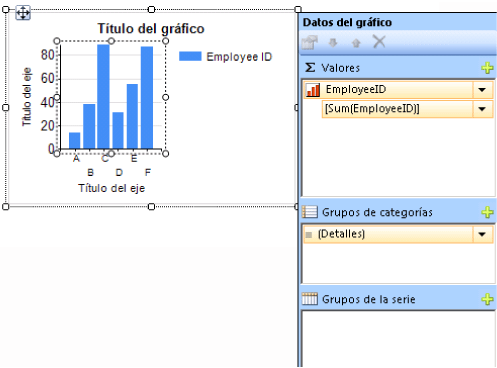 Título del gráfico
Employee ID
Título del eje
80
60
40
20
0
A
C
E
B
D
F
Título del eje
Datos del gráfico
Σ Valores
EmployeeID
[Sum(EmployeeID)]
Grupos de categorías
(Detalles)
Grupos de la serie